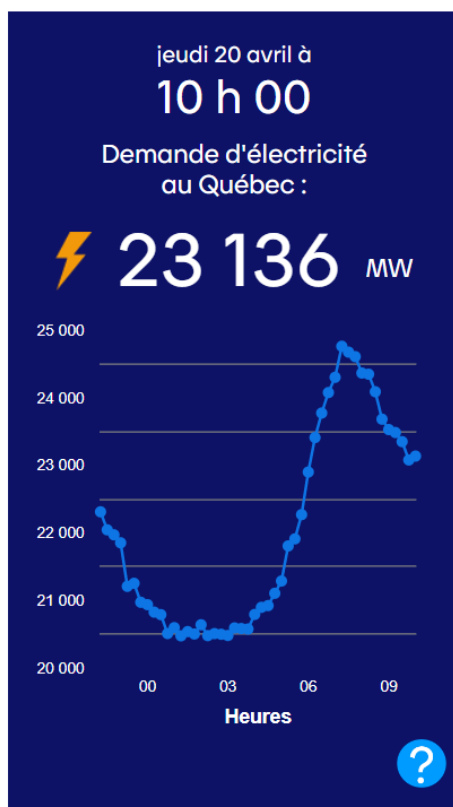 jeudi 20 avril à
10 h 00
Demande d'électricité
au Québec :
23 136 MW
25 000
24 000
23 000
22 000
21 000
20 000
00 03 06 09
Heures
?